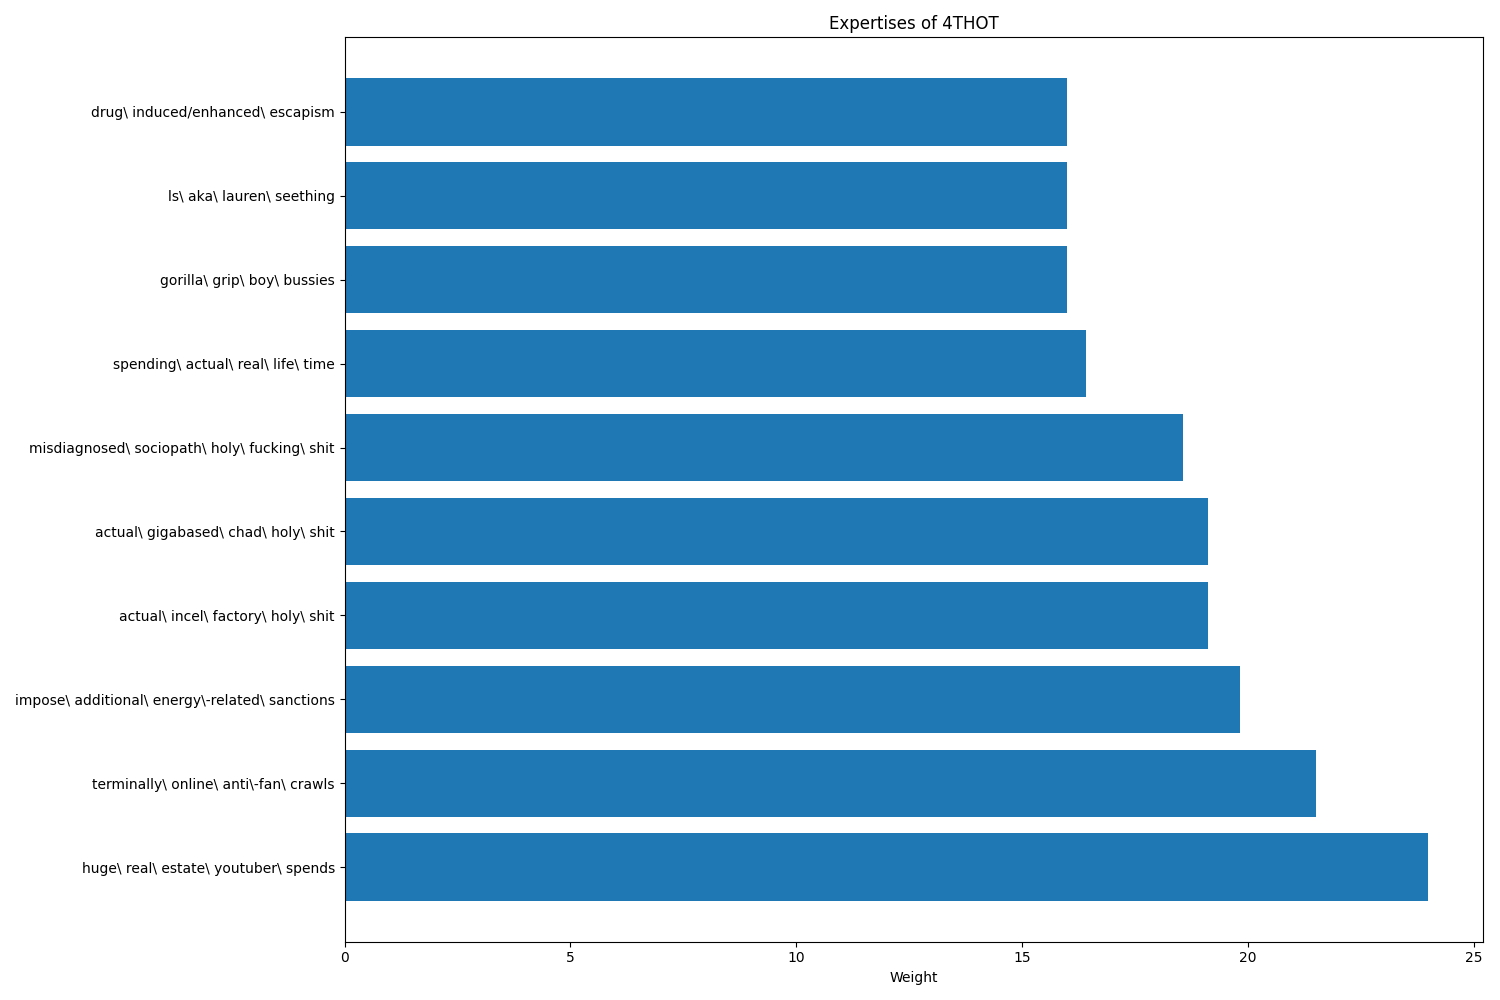 Expertises of 4THOT
drug\ induced/enhanced\ escapism
ls\ aka\ lauren\ seething
gorilla\ grip\ boy\ bussies
spending\ actual\ real\ life\ time
misdiagnosed\ sociopath\ holy\ fucking\ shit
actual\ gigabased\ chad\ holy\ shit
actual\ incel\ factory\ holy\ shit
impose\ additional\ energy\-related\ sanctions
terminally\ online\ anti\-fan\ crawls
huge\ real\ estate\ youtuber\ spends
0 5 10 15 20 25
Weight